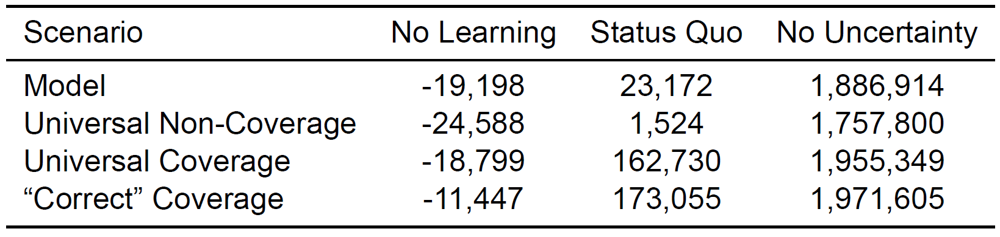 Scenario No Learning Status Quo No Uncertainty
Model -19,198 23,172 1,886,914
Universal Non-Coverage -24,588 1,524 1,757,800
Universal Coverage -18,799 162,730 1,955,349
“Correct” Coverage -11,447 173,055 1,971,605